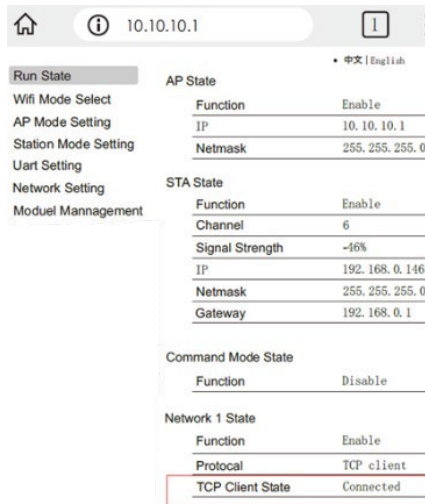 10.10.10.1
1
• 中文 | English
Run State
Wifi Mode Select
AP Mode Setting
Station Mode Setting
Uart Setting
Network Setting
Moduel Mannagement
AP State
Function Enable
IP 10.10.10.1
Netmask 255.255.255.0
STA State
Function Enable
Channel 6
Signal Strength -46%
IP 192.168.0.146
Netmask 255.255.255.0
Gateway 192.168.0.1
Command Mode State
Function Disable
Network 1 State
Function Enable
Protocal TCP client
TCP Client State Connected